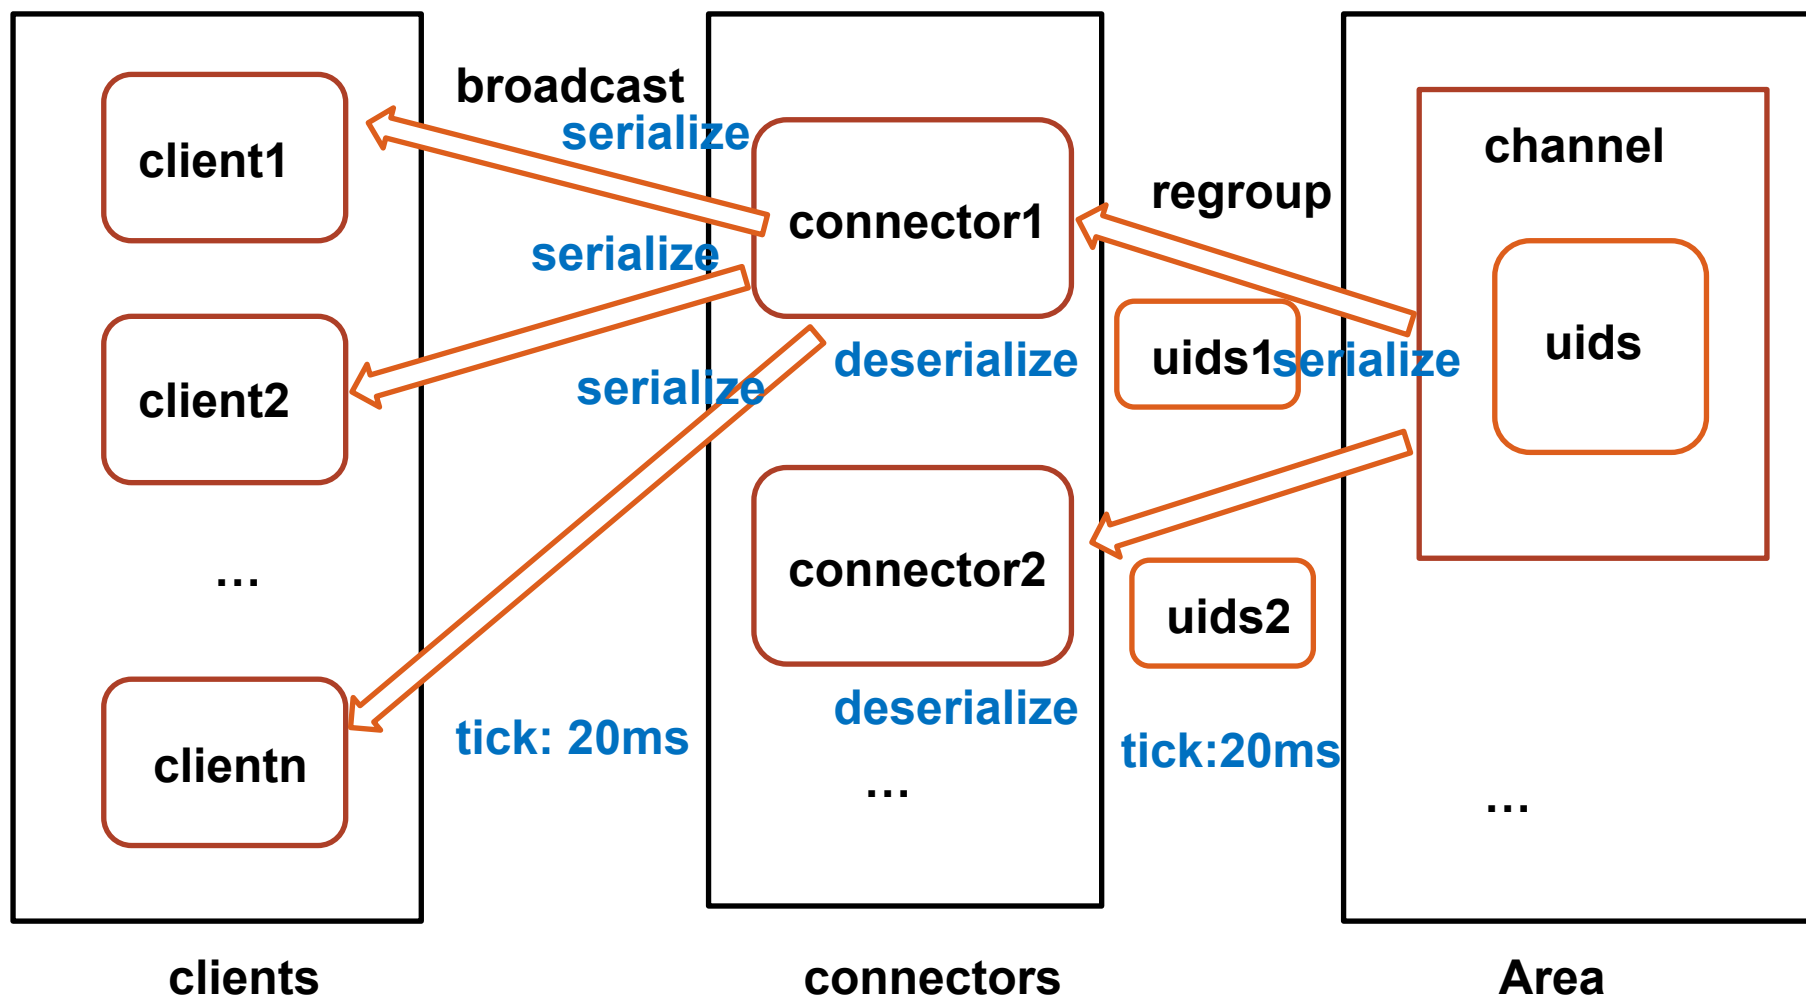 broadcast
serialize
client1
channel
regroup
connector1
serialize
uids
deserialize
uids1
serialize
client2
serialize
…
connector2
uids2
deserialize
tick: 20ms
tick:20ms
clientn
…
…
clients
connectors
Area